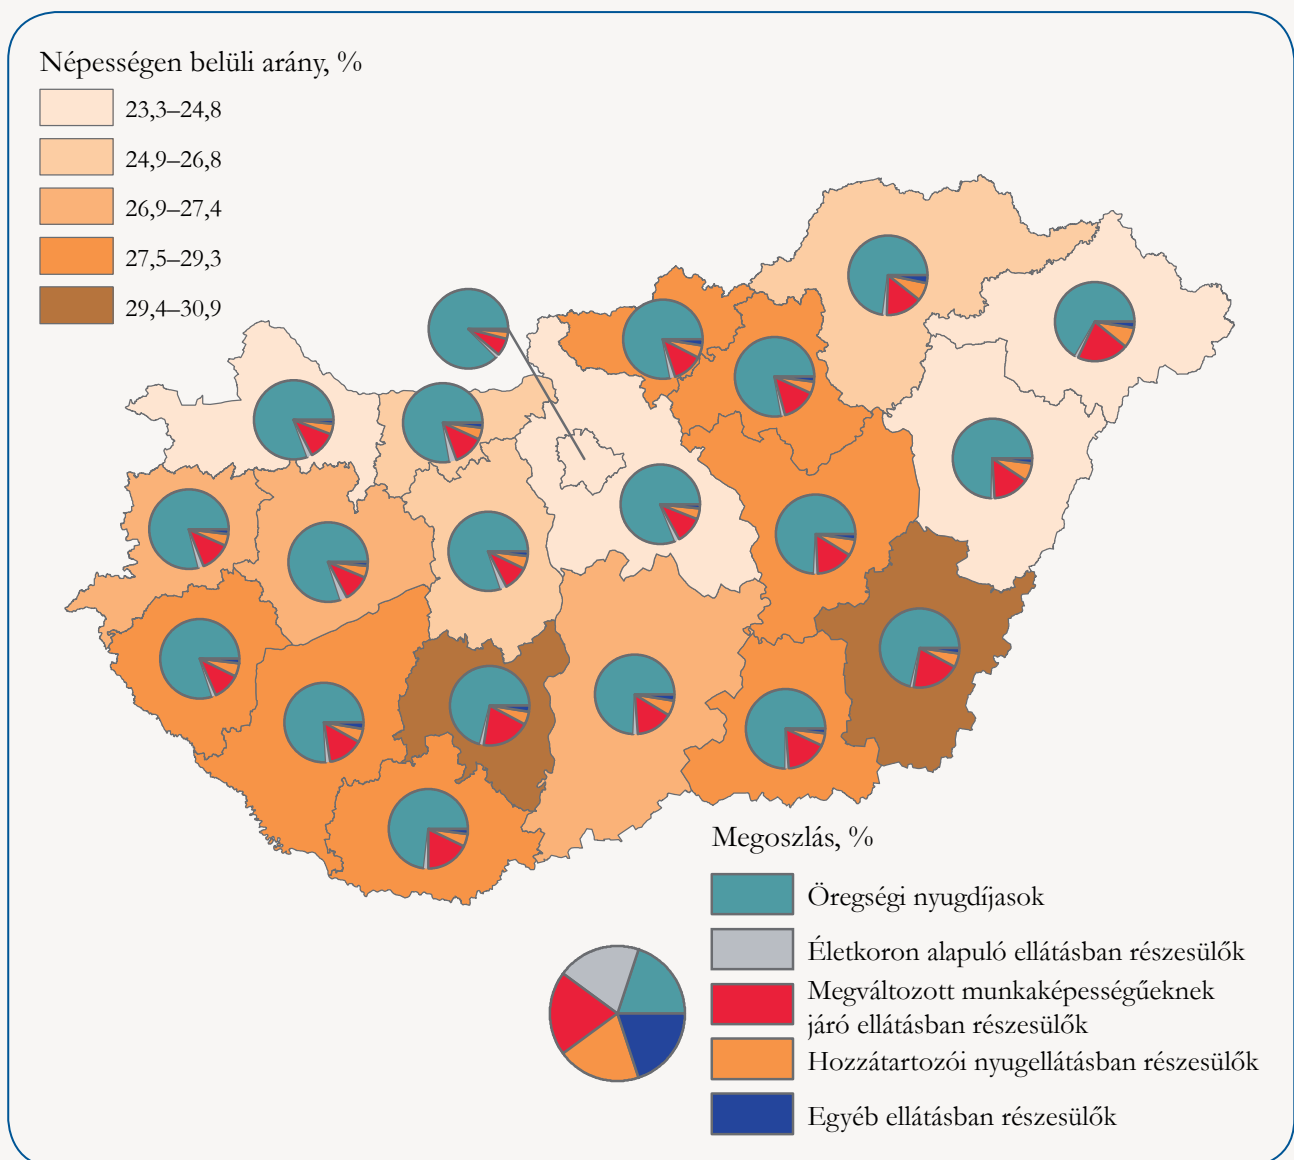 Népességen belüli arány, %
23,3–24,8
24,9–26,8
26,9–27,4
27,5–29,3
29,4–30,9
Megoszlás, %
Öregségi nyugdíjasok
Életkoron alapuló ellátásban részesülők
Megváltozott munkaképességűeknek
járó ellátásban részesülők
Hozzátartozói nyugellátásban részesülők
Egyéb ellátásban részesülők